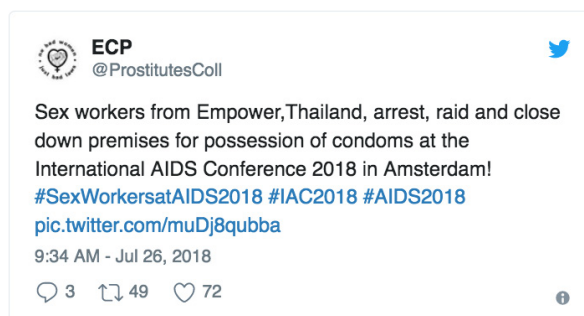 ECP
@ProstitutesColl
Sex workers from Empower,Thailand, arrest, raid and close
down premises for possession of condoms at the
International AIDS Conference 2018 in Amsterdam!
#SexWorkersatAIDS2018 #IAC2018 #AIDS2018
pic.twitter.com/muDj8qubba
9:34 AM - Jul 26, 2018
3 49 72